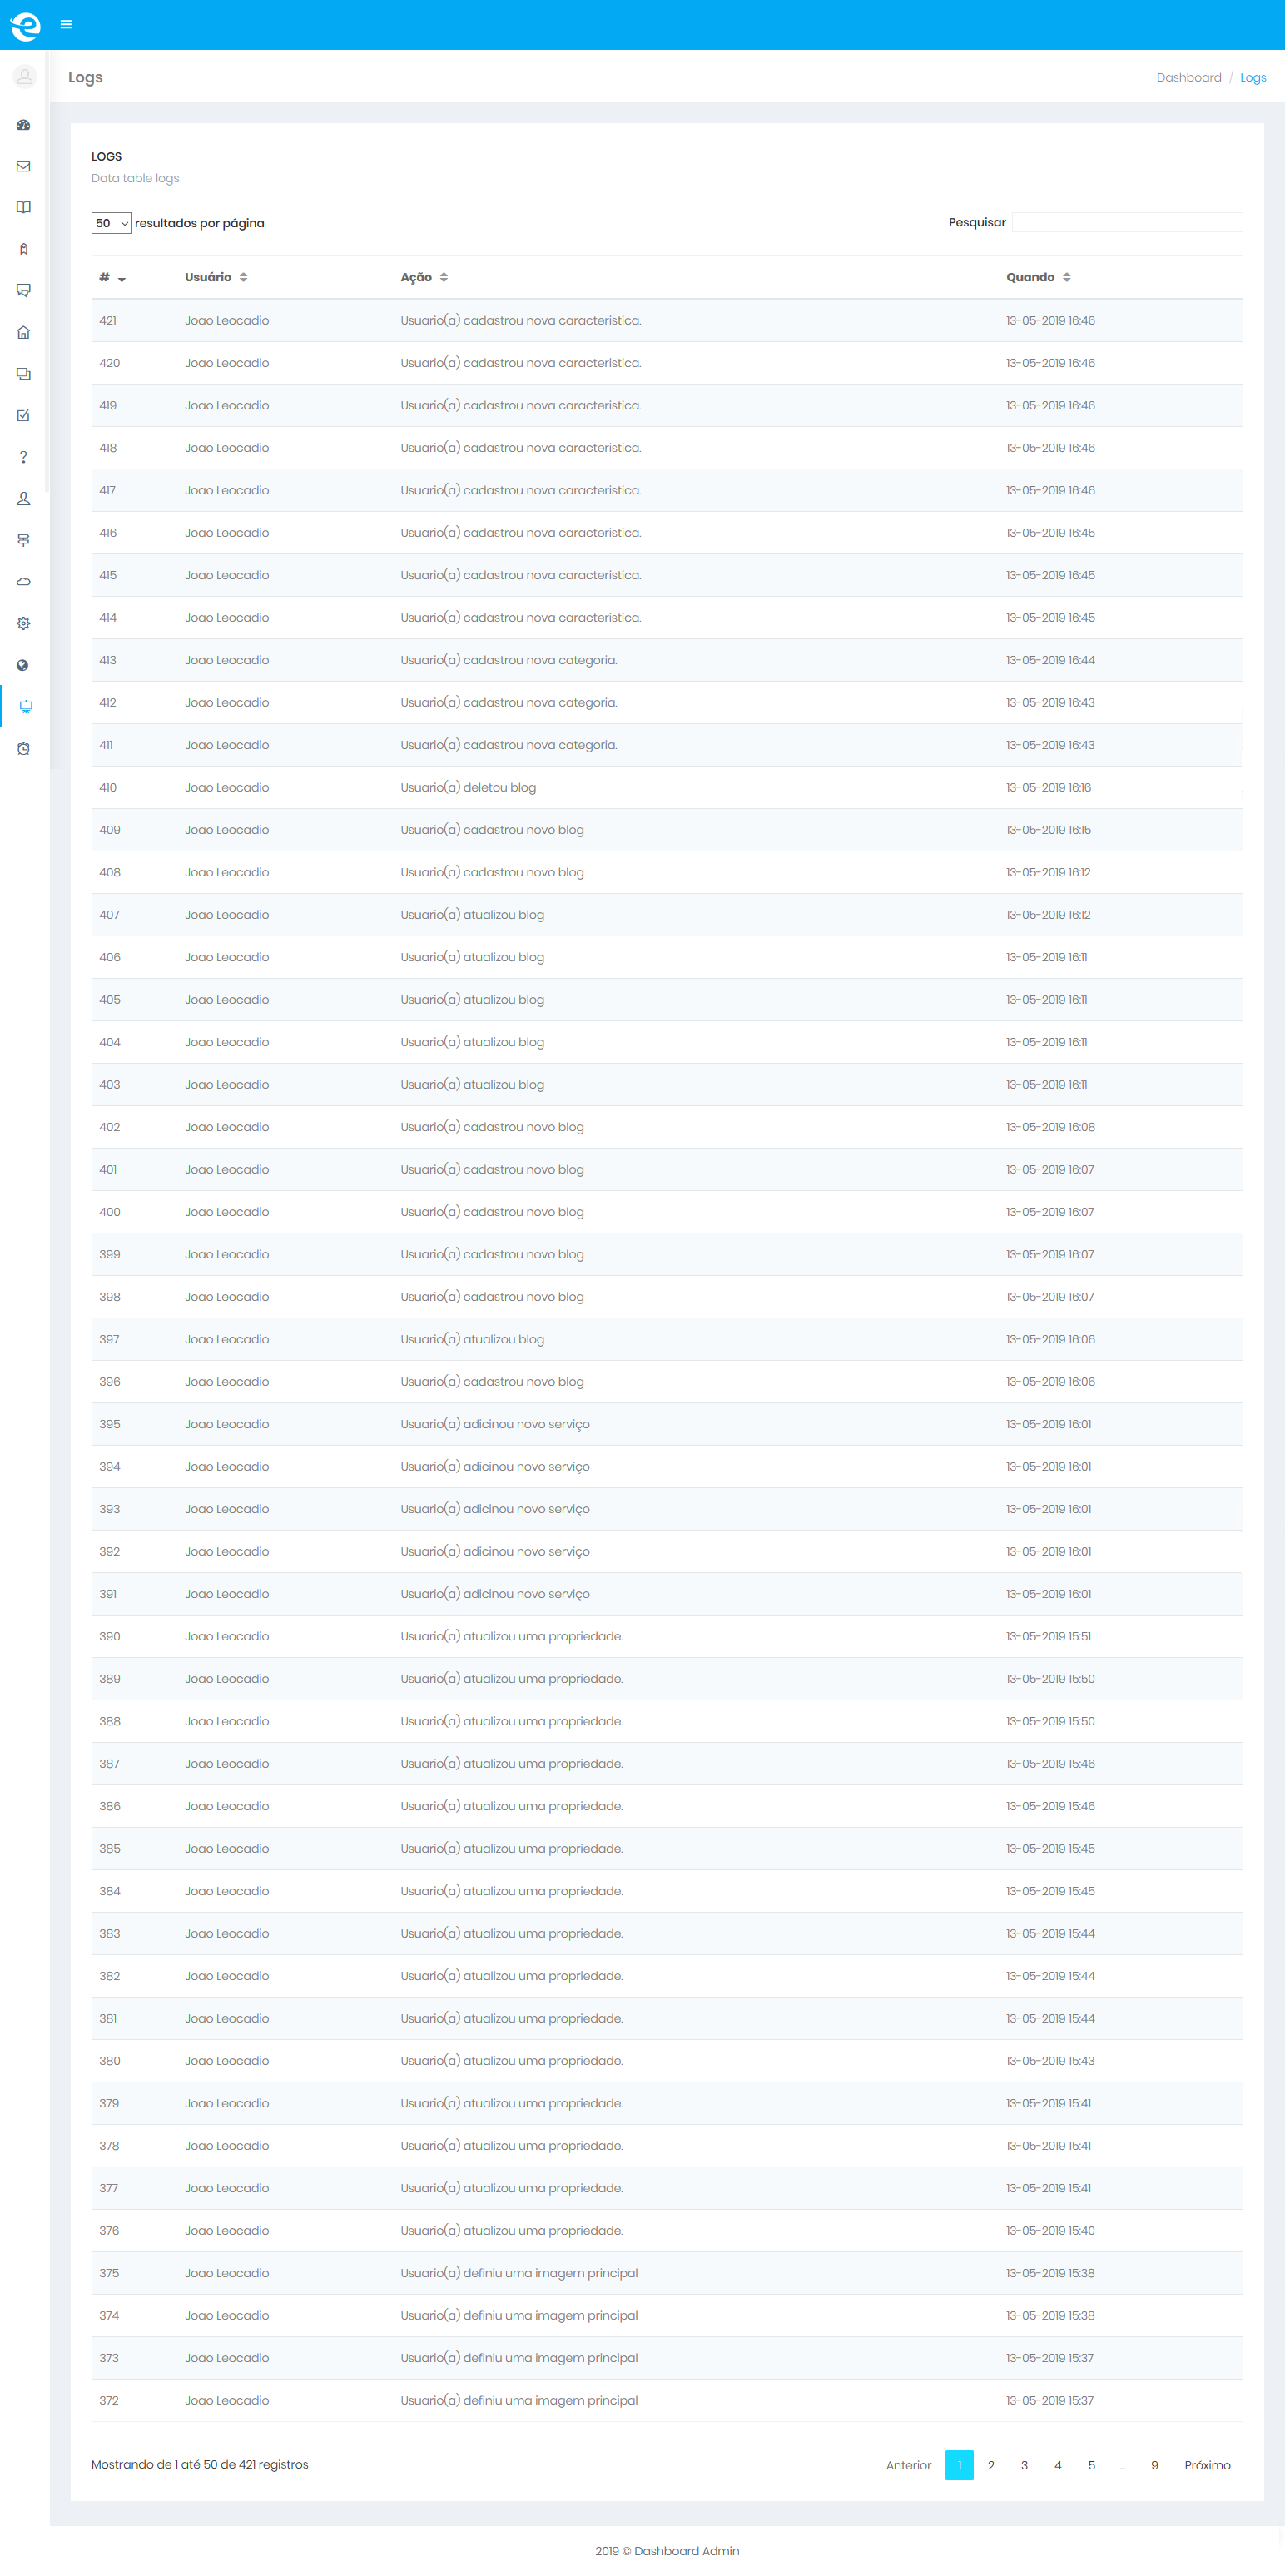 Logs
Dashboard / Logs
LOGS
Data table logs
50 resultados por página
Pesquisar
# Usuário Ação Quando
421 Joao Leocadio Usuario(a) cadastrou nova caracteristica. 13-05-2019 16:46
420 Joao Leocadio Usuario(a) cadastrou nova caracteristica. 13-05-2019 16:46
419 Joao Leocadio Usuario(a) cadastrou nova caracteristica. 13-05-2019 16:46
418 Joao Leocadio Usuario(a) cadastrou nova caracteristica. 13-05-2019 16:46
417 Joao Leocadio Usuario(a) cadastrou nova caracteristica. 13-05-2019 16:46
416 Joao Leocadio Usuario(a) cadastrou nova caracteristica. 13-05-2019 16:45
415 Joao Leocadio Usuario(a) cadastrou nova caracteristica. 13-05-2019 16:45
414 Joao Leocadio Usuario(a) cadastrou nova caracteristica. 13-05-2019 16:45
413 Joao Leocadio Usuario(a) cadastrou nova categoria. 13-05-2019 16:44
412 Joao Leocadio Usuario(a) cadastrou nova categoria. 13-05-2019 16:43
411 Joao Leocadio Usuario(a) cadastrou nova categoria. 13-05-2019 16:43
410 Joao Leocadio Usuario(a) deletou blog 13-05-2019 16:16
409 Joao Leocadio Usuario(a) cadastrou novo blog 13-05-2019 16:15
408 Joao Leocadio Usuario(a) cadastrou novo blog 13-05-2019 16:12
407 Joao Leocadio Usuario(a) atualizou blog 13-05-2019 16:12
406 Joao Leocadio Usuario(a) atualizou blog 13-05-2019 16:11
405 Joao Leocadio Usuario(a) atualizou blog 13-05-2019 16:11
404 Joao Leocadio Usuario(a) atualizou blog 13-05-2019 16:11
403 Joao Leocadio Usuario(a) atualizou blog 13-05-2019 16:11
402 Joao Leocadio Usuario(a) cadastrou novo blog 13-05-2019 16:08
401 Joao Leocadio Usuario(a) cadastrou novo blog 13-05-2019 16:07
400 Joao Leocadio Usuario(a) cadastrou novo blog 13-05-2019 16:07
399 Joao Leocadio Usuario(a) cadastrou novo blog 13-05-2019 16:07
398 Joao Leocadio Usuario(a) cadastrou novo blog 13-05-2019 16:07
397 Joao Leocadio Usuario(a) atualizou blog 13-05-2019 16:06
396 Joao Leocadio Usuario(a) cadastrou novo blog 13-05-2019 16:06
395 Joao Leocadio Usuario(a) adicinou novo serviço 13-05-2019 16:01
394 Joao Leocadio Usuario(a) adicinou novo serviço 13-05-2019 16:01
393 Joao Leocadio Usuario(a) adicinou novo serviço 13-05-2019 16:01
392 Joao Leocadio Usuario(a) adicinou novo serviço 13-05-2019 16:01
391 Joao Leocadio Usuario(a) adicinou novo serviço 13-05-2019 16:01
390 Joao Leocadio Usuario(a) atualizou uma propriedade. 13-05-2019 15:51
389 Joao Leocadio Usuario(a) atualizou uma propriedade. 13-05-2019 15:50
388 Joao Leocadio Usuario(a) atualizou uma propriedade. 13-05-2019 15:50
387 Joao Leocadio Usuario(a) atualizou uma propriedade. 13-05-2019 15:46
386 Joao Leocadio Usuario(a) atualizou uma propriedade. 13-05-2019 15:46
385 Joao Leocadio Usuario(a) atualizou uma propriedade. 13-05-2019 15:45
384 Joao Leocadio Usuario(a) atualizou uma propriedade. 13-05-2019 15:45
383 Joao Leocadio Usuario(a) atualizou uma propriedade. 13-05-2019 15:44
382 Joao Leocadio Usuario(a) atualizou uma propriedade. 13-05-2019 15:44
381 Joao Leocadio Usuario(a) atualizou uma propriedade. 13-05-2019 15:44
380 Joao Leocadio Usuario(a) atualizou uma propriedade. 13-05-2019 15:43
379 Joao Leocadio Usuario(a) atualizou uma propriedade. 13-05-2019 15:41
378 Joao Leocadio Usuario(a) atualizou uma propriedade. 13-05-2019 15:41
377 Joao Leocadio Usuario(a) atualizou uma propriedade. 13-05-2019 15:41
376 Joao Leocadio Usuario(a) atualizou uma propriedade. 13-05-2019 15:40
375 Joao Leocadio Usuario(a) definiu uma imagem principal 13-05-2019 15:38
374 Joao Leocadio Usuario(a) definiu uma imagem principal 13-05-2019 15:38
373 Joao Leocadio Usuario(a) definiu uma imagem principal 13-05-2019 15:37
372 Joao Leocadio Usuario(a) definiu uma imagem principal 13-05-2019 15:37
Mostrando de 1 até 50 de 421 registros
Anterior 1 2 3 4 5 … 9 Próximo
2019 © Dashboard Admin